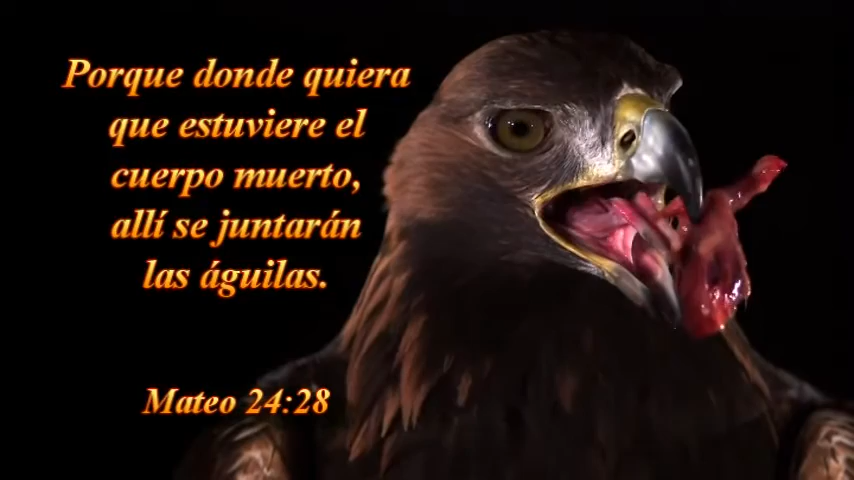 Porque donde quiera
que estuviere el
cuerpo muerto,
allí se juntarán
las águilas.
Mateo 24:28